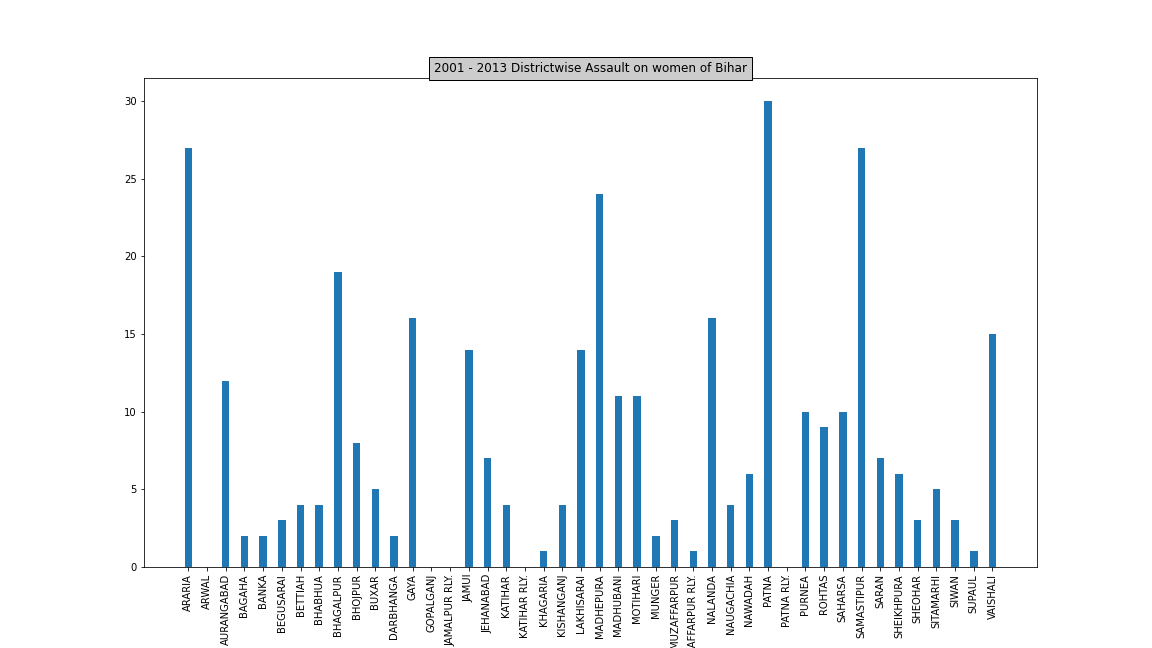 2001 - 2013 Districtwise Assault on women of Bihar
30
25
20
15
10
5
0
ARARIA
ARWAL
AURANGABAD
BAGAHA
BANKA
BEGUSARAI
BETTIAH
BHABHUA
BHAGALPUR
BHOJPUR
BUXAR
DARBHANGA
GAYA
GOPALGANJ
JAMALPUR RLY.
JAMUI
JEHANABAD
KATIHAR
KATIHAR RLY.
KHAGARIA
KISHANGANJ
LAKHISARAI
MADHEPURA
MADHUBANI
MOTIHARI
MUNGER
MUZAFFARPUR
AFFARPUR RLY.
NALANDA
NAUGACHIA
NAWADAH
PATNA
PATNA RLY.
PURNEA
ROHTAS
SAHARSA
SAMASTIPUR
SARAN
SHEIKHPURA
SHEOHAR
SITAMARHI
SIWAN
SUPAUL
VAISHALI